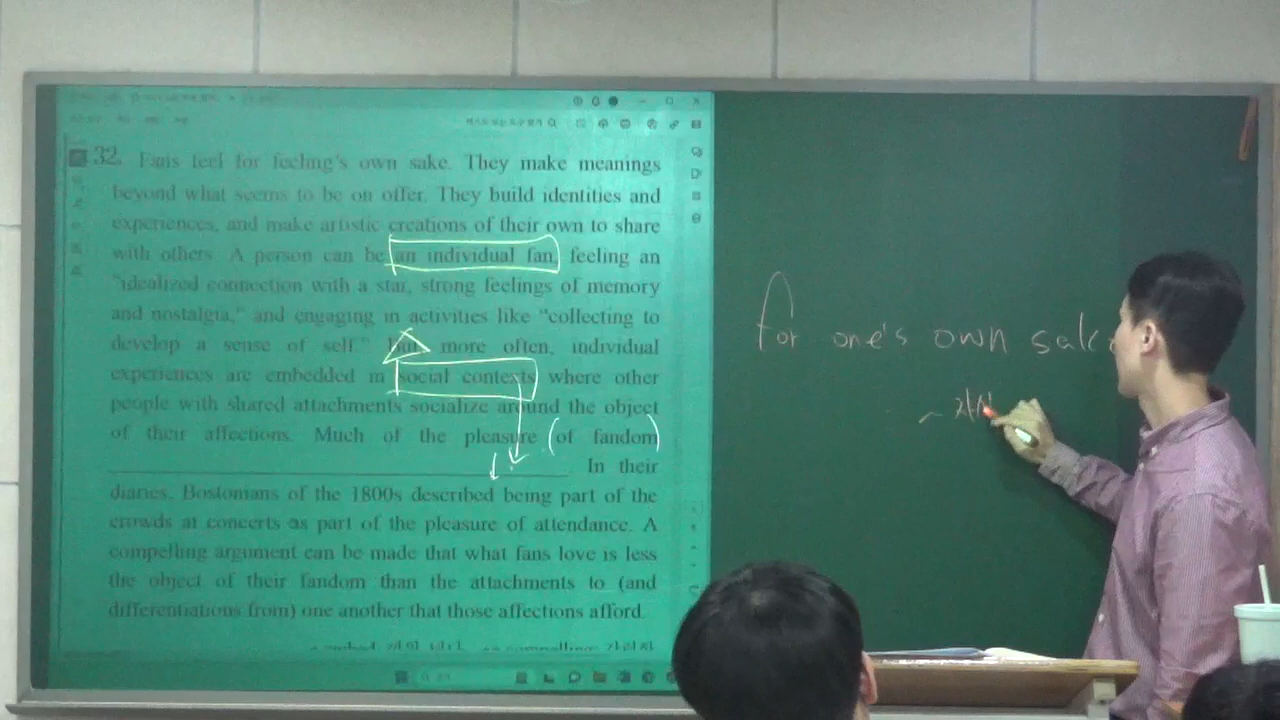 32. Fans feel for feeling's own sake. They make meanings
beyond what seems to be on offer. They build identities and
experiences, and make artistic creations of their own to share
with others. A person can be an individual fan, feeling an
"idealized connection with a star, strong feelings of memory
and nostalgia," and engaging in activities like "collecting to
develop a sense of self." But more often, individual
experiences are embedded in social contexts where other
people with shared attachments socialize around the object
of their affections. Much of the pleasure (of fandom)
In their
diaries, Bostonians of the 1800s described being part of the
crowds at concerts as part of the pleasure of attendance. A
compelling argument can be made that what fans love is less
the object of their fandom than the attachments to (and
differentiations from) one another that those affections afford.
for one's own sake
~ 자신